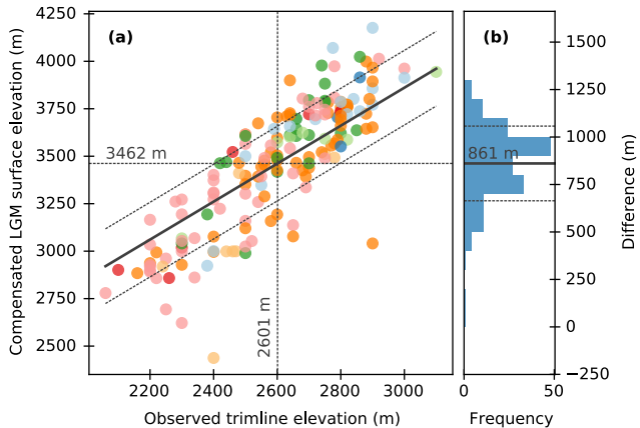 (a)
(b)
4250
4000
3750
3500
3250
3000
2750
2500
Compensated LGM surface elevation (m)
3462 m
2601 m
2200
2400
2600
2800
3000
Observed trimline elevation (m)
861 m
1500
1250
1000
750
500
250
0
−250
Difference (m)
0
50
Frequency